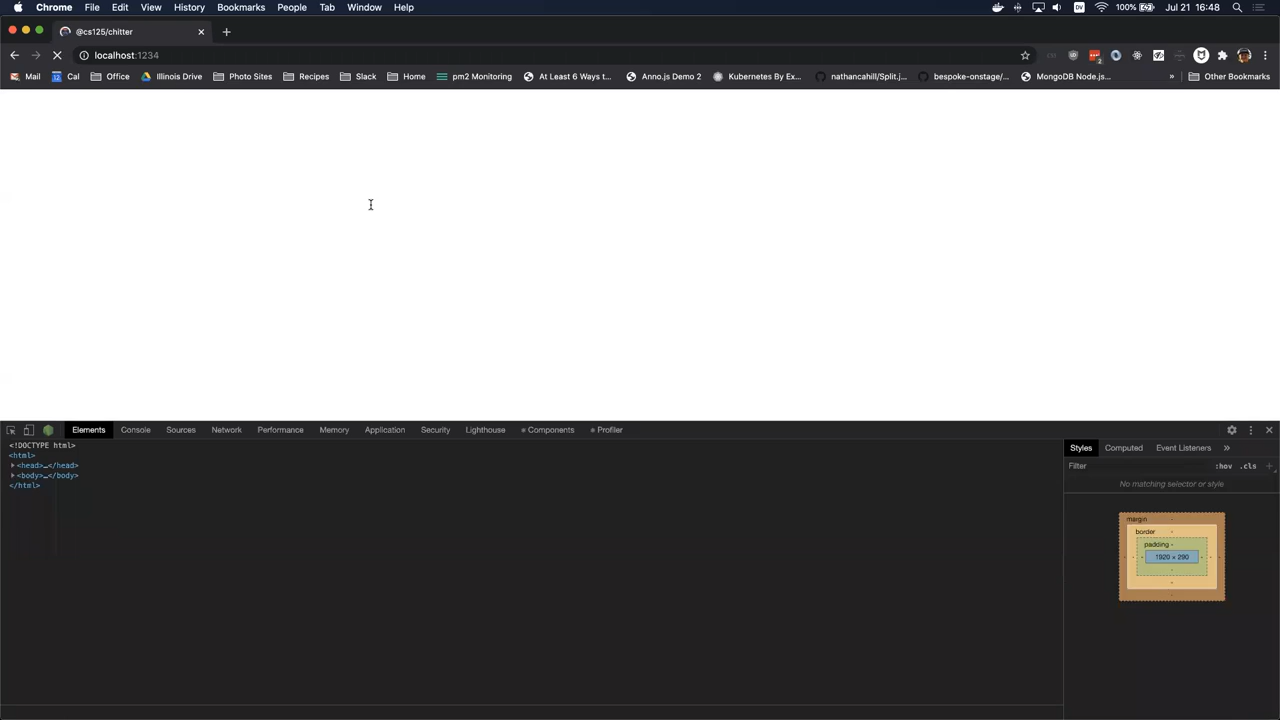 Chrome File Edit View History Bookmarks People Tab Window Help DV 100% Jul 21 16:48
@cs125/chitter
localhost:1234
Mail Cal Office Illinois Drive Photo Sites Recipes Slack Home pm2 Monitoring At Least 6 Ways t... Anno.js Demo 2 Kubernetes By Ex... nathancahill/Split.j... bespoke-onstage/... MongoDB Node.js... » Other Bookmarks
Elements Console Sources Network Performance Memory Application Security Lighthouse Components Profiler
<!DOCTYPE html>
<html>
<head>…</head>
<body>…</body>
</html>
Styles Computed Event Listeners »
Filter :hov .cls +
No matching selector or style
margin -
border -
padding -
1920 × 290